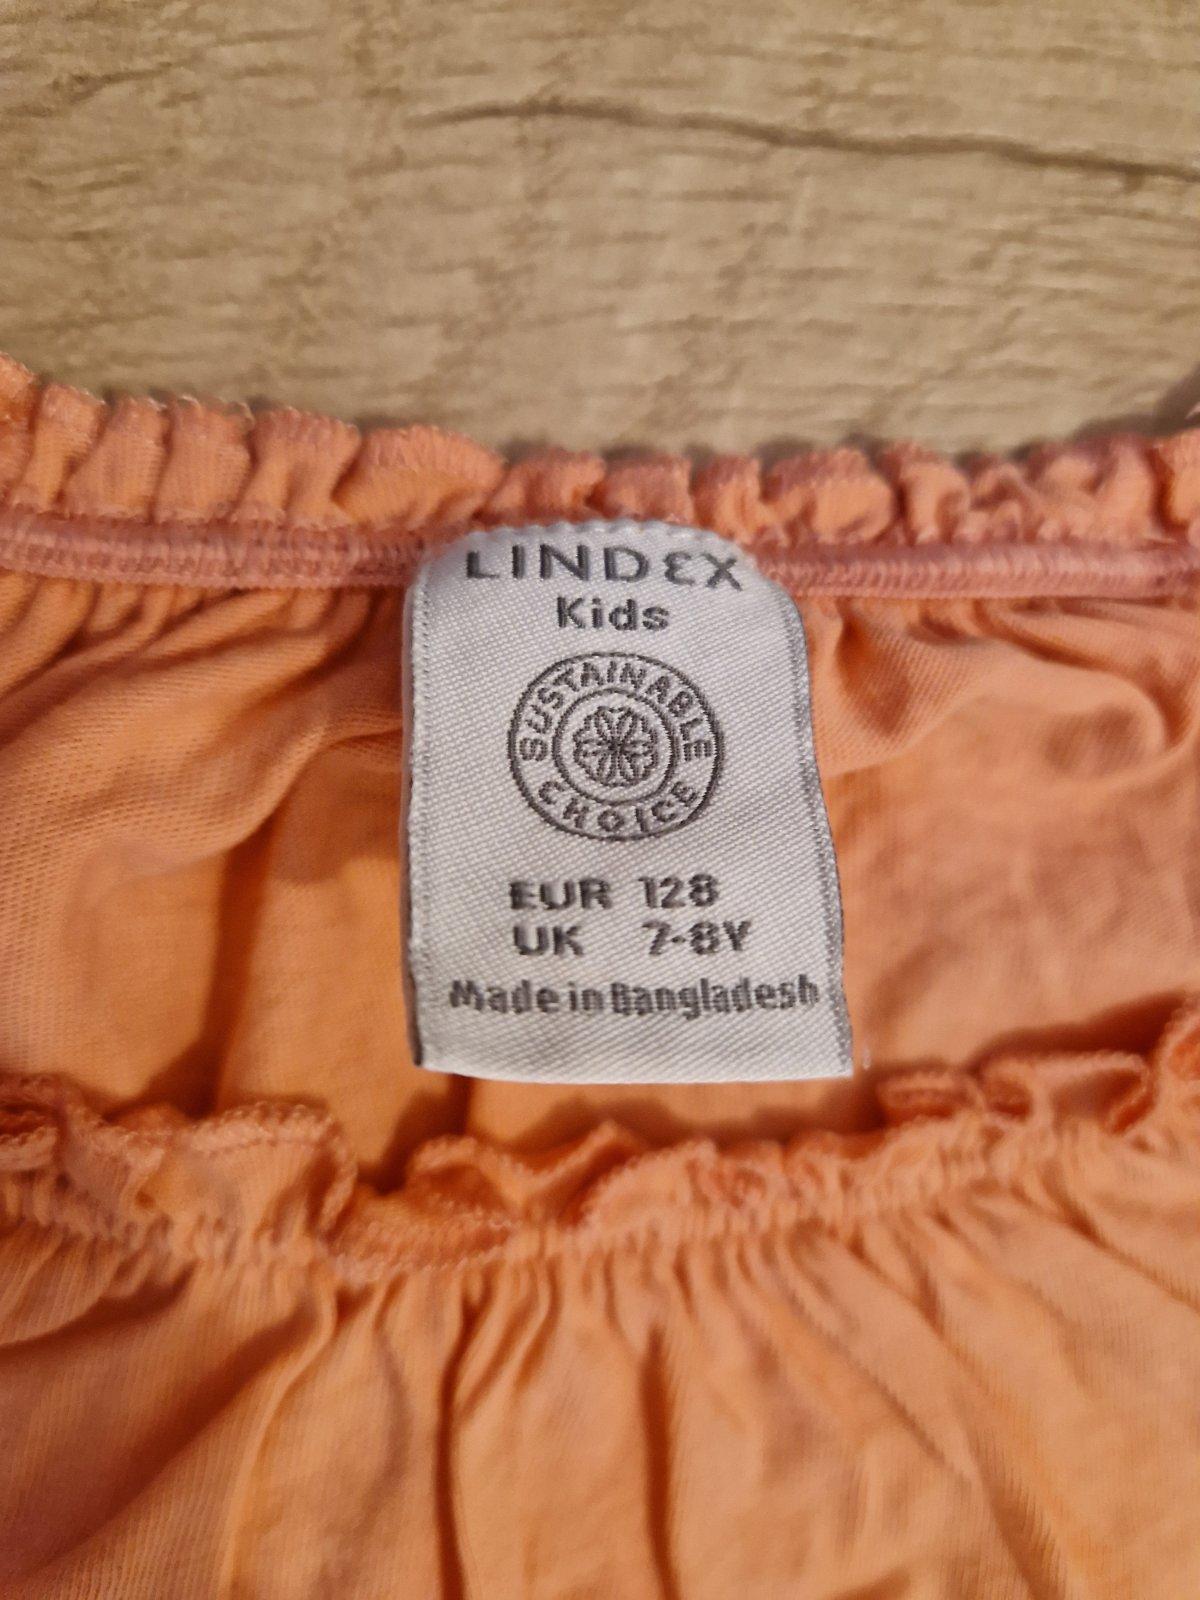 LINDEX
Kids
SUSTAINABLE
CHOICE
EUR 128
UK 7-8Y
Made in Bangladesh